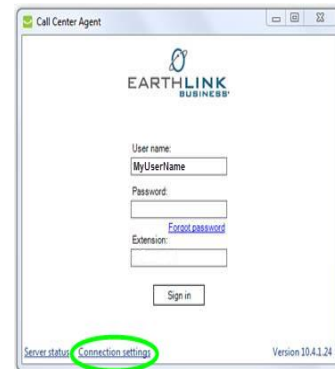 Call Center Agent
EARTHLINK
BUSINESS
User name:
MyUserName
Password:
Forgot password
Extension:
Sign in
Server status Connection settings Version 10.4.1.24